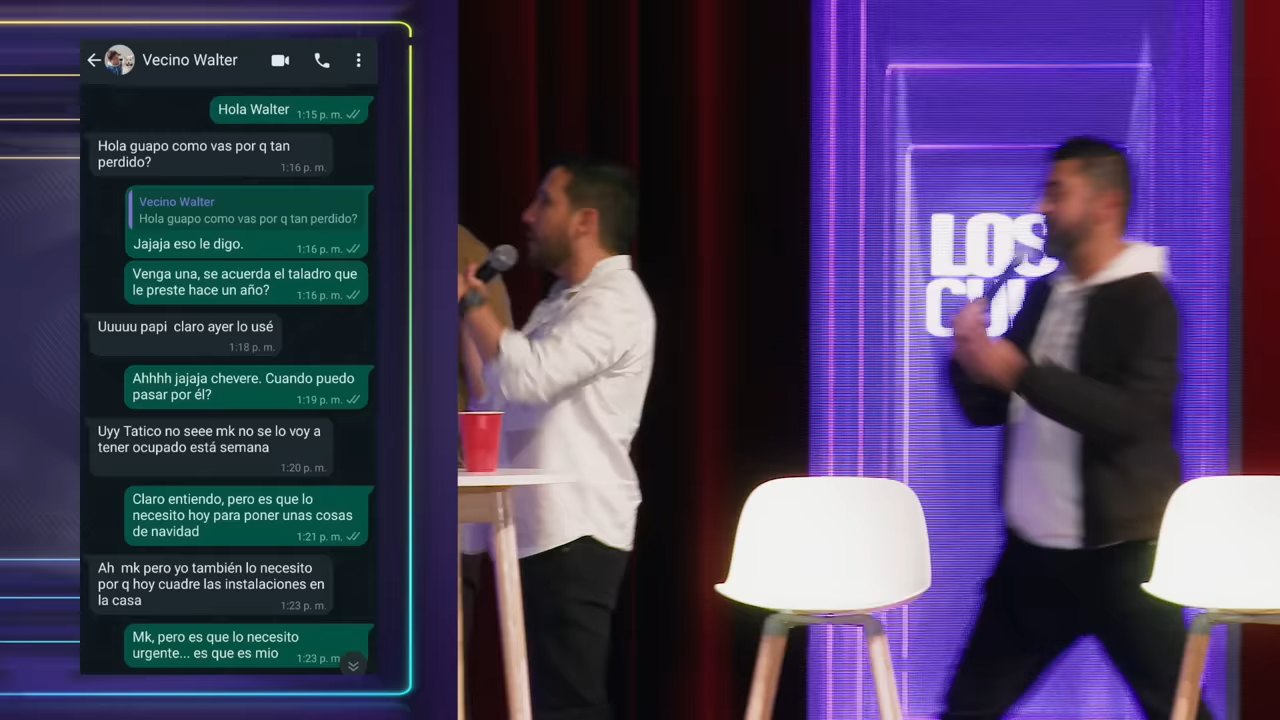 Vecino Walter
Hola Walter
1:15 p. m.
Hola guapo como vas por q tan
perdido?
1:16 p. m.
Vecino Walter
Hola guapo como vas por q tan perdido?
Jajaja eso le digo.
1:16 p. m.
Venga una, se acuerda el taladro que
le preste hace un año?
1:16 p. m.
Uuuuu papi claro ayer lo usé
1:18 p. m.
Ahhhh jajaja chevere. Cuando puedo
pasar por él?
1:19 p. m.
Uyy Tatica no sea mk no se lo voy a
tener ocupado está semana
1:20 p. m.
Claro entiendo, pero es que lo
necesito hoy para poner unas cosas
de navidad
21 p. m.
Ah mk pero yo también lo necesito
por q hoy cuadre las instalaciones en
la casa
1:23 p. m.
Mk, pero es que lo necesito
es que es mio
25 p. m.
LOS